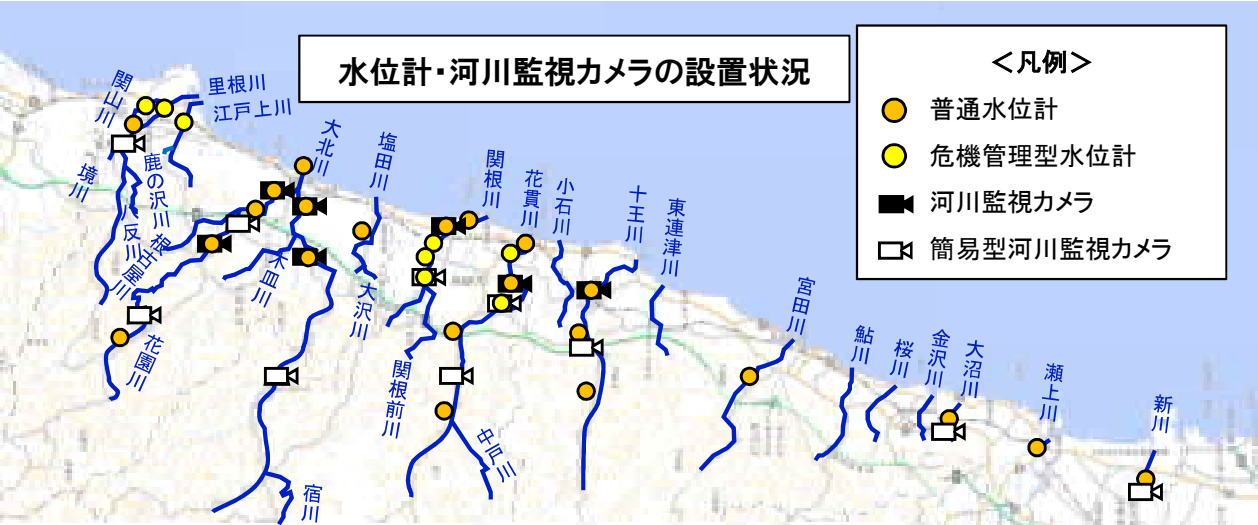 水位計・河川監視カメラの設置状況
＜凡例＞
普通水位計
危機管理型水位計
河川監視カメラ
簡易型河川監視カメラ
関山川
里根川
江戸上川
境川
鹿の沢川
八反川
根古屋川
花園川
大北川
木皿川
塩田川
大沢川
宿川
関根川
関根前川
花貫川
中戸川
小石川
十王川
東連津川
宮田川
鮎川
桜川
金沢川
大沼川
瀬上川
新川